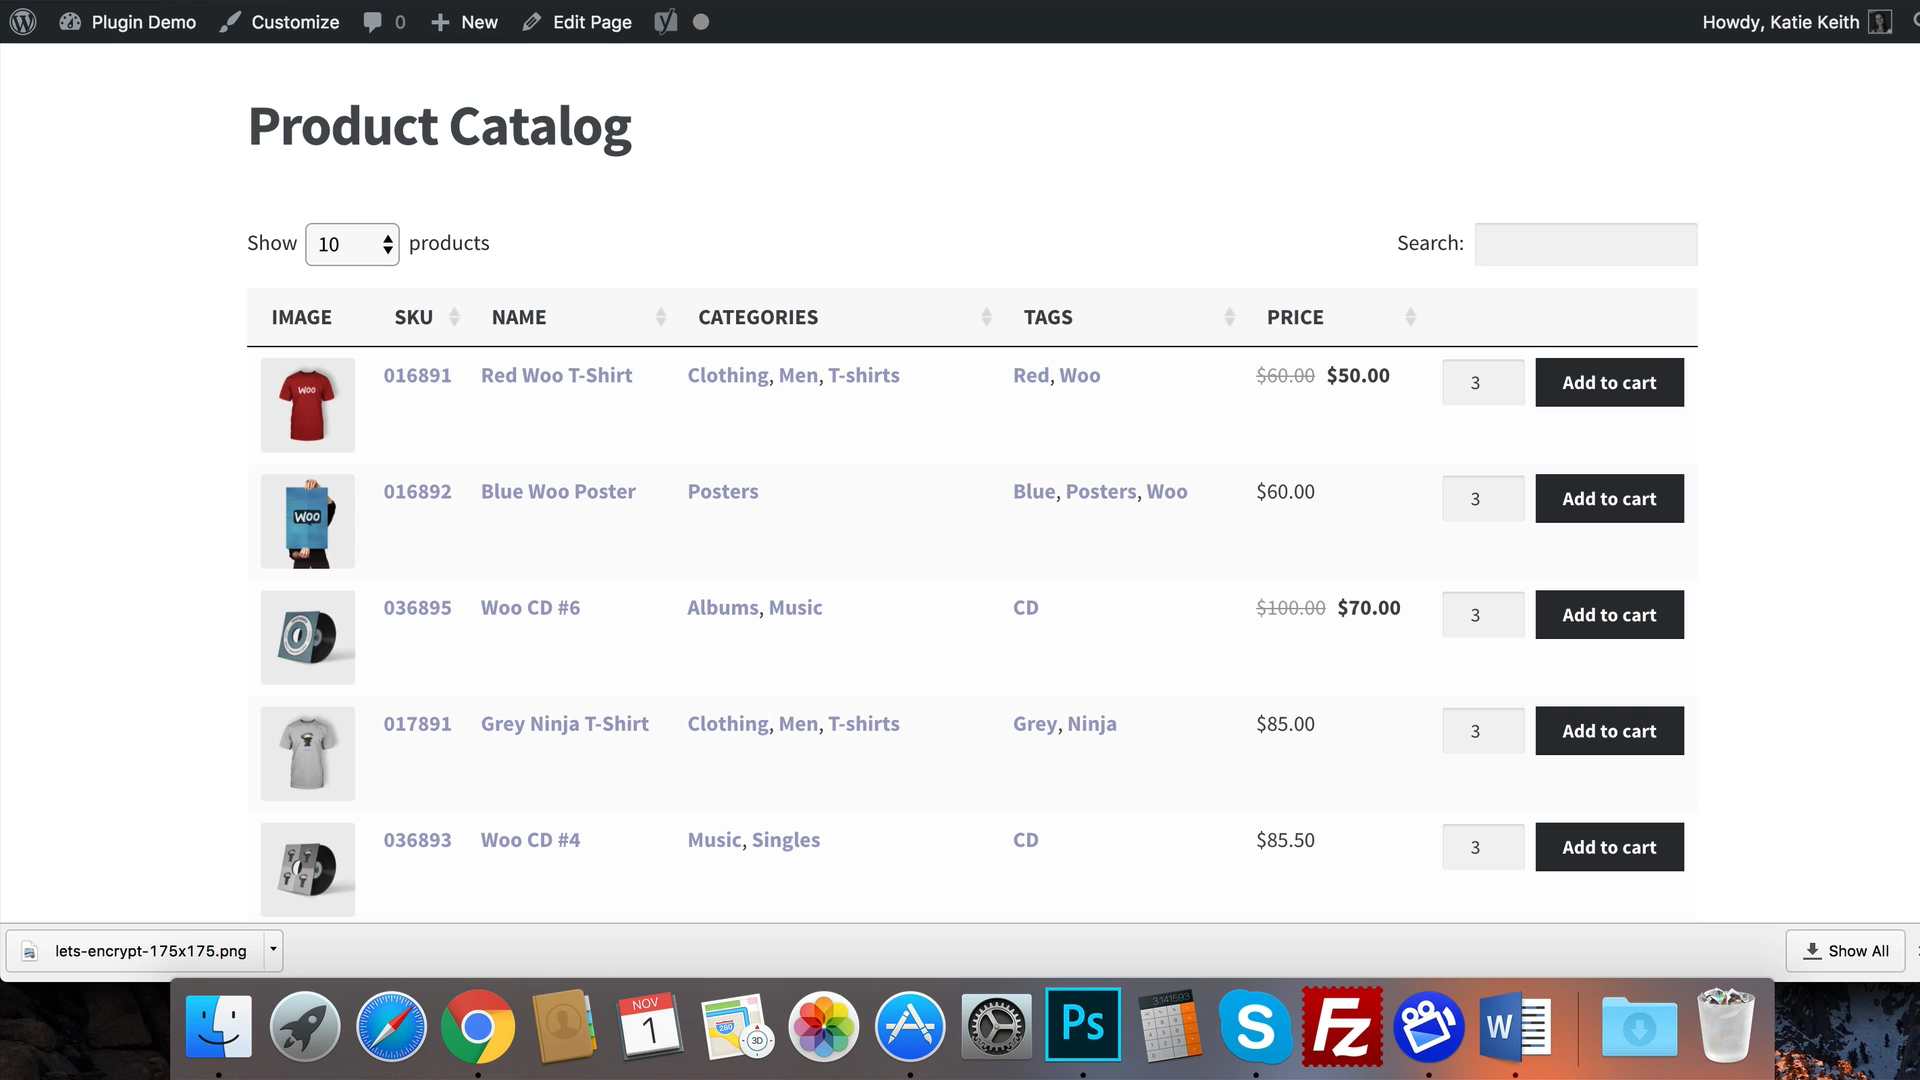 Plugin Demo Customize 0 New Edit Page Howdy, Katie Keith
Product Catalog
Show 10 products Search:
IMAGE SKU NAME CATEGORIES TAGS PRICE
016891 Red Woo T-Shirt Clothing, Men, T-shirts Red, Woo $60.00 $50.00 3 Add to cart
WOO
016892 Blue Woo Poster Posters Blue, Posters, Woo $60.00 3 Add to cart
WOO
036895 Woo CD #6 Albums, Music CD $100.00 $70.00 3 Add to cart
017891 Grey Ninja T-Shirt Clothing, Men, T-shirts Grey, Ninja $85.00 3 Add to cart
036893 Woo CD #4 Music, Singles CD $85.50 3 Add to cart
lets-encrypt-175x175.png Show All
NOV
1
280
3D
Ps
3.141593
S
Fz
W